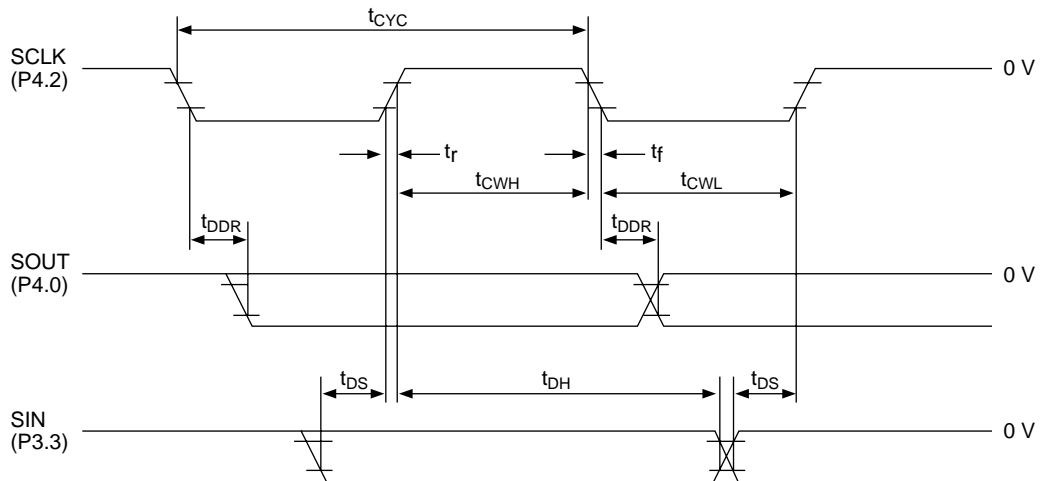 tCYC
SCLK
(P4.2)
0 V
tr
tf
tCWH
tCWL
tDDR
tDDR
SOUT
(P4.0)
0 V
tDS
tDH
tDS
SIN
(P3.3)
0 V